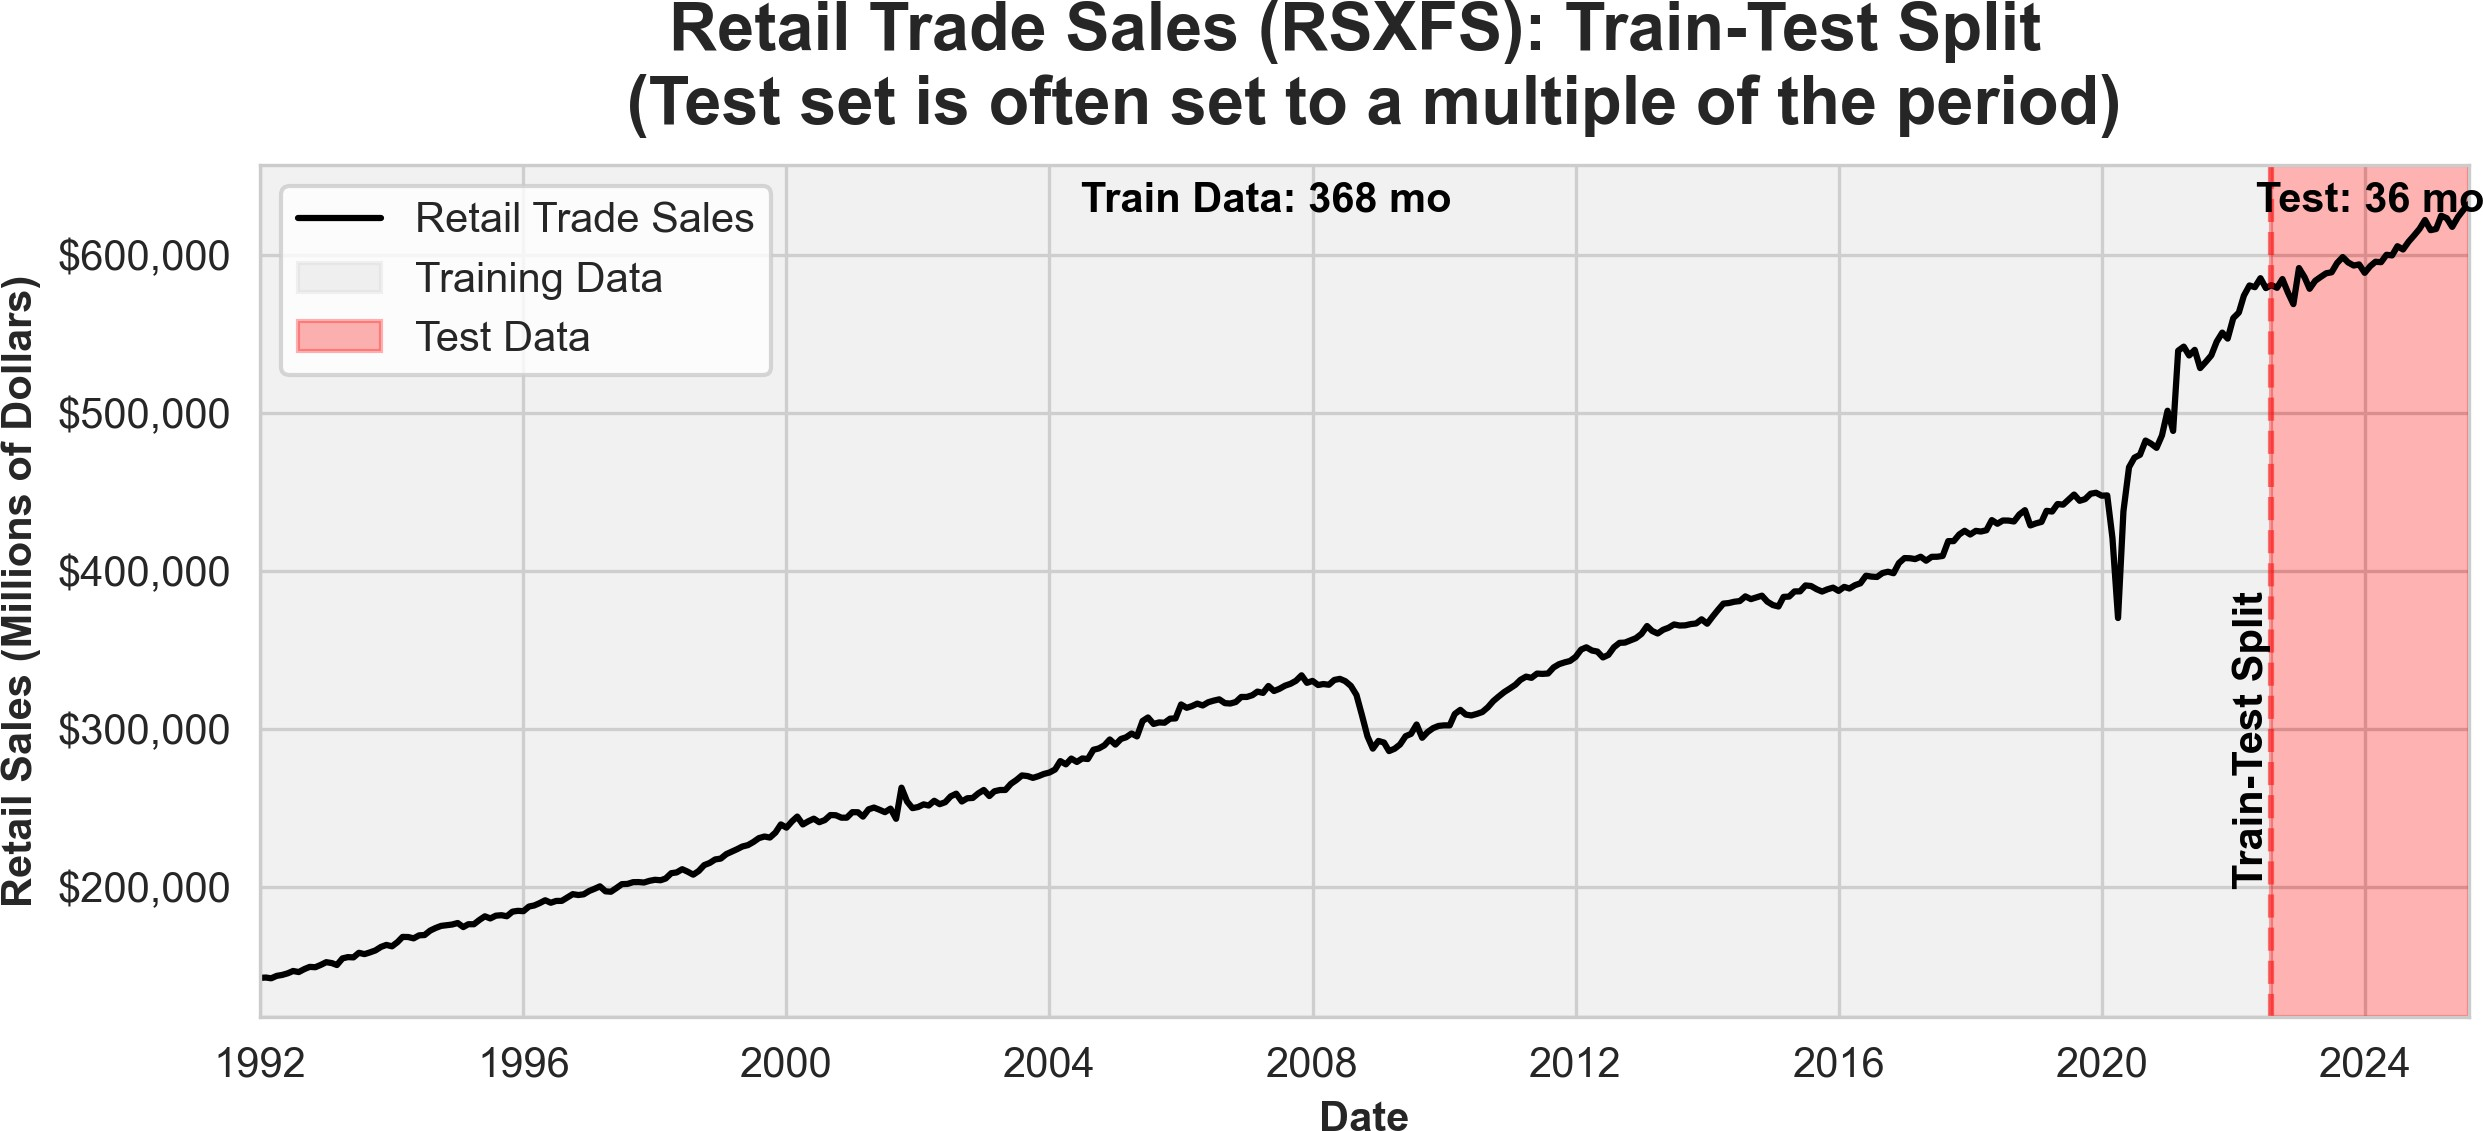 Retail Trade Sales (RSXFS): Train-Test Split
(Test set is often set to a multiple of the period)
Train Data: 368 mo
Test: 36 mo
Retail Trade Sales
Training Data
Test Data
Retail Sales (Millions of Dollars)
$600,000
$500,000
$400,000
$300,000
$200,000
Train-Test Split
1992 1996 2000 2004 2008 2012 2016 2020 2024
Date